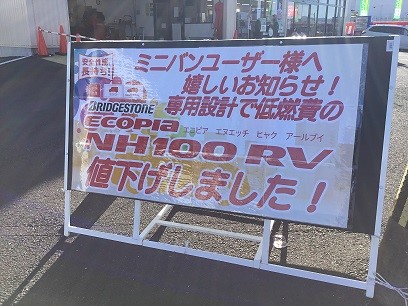 ミニバンユーザー様へ
嬉しいお知らせ！
専用設計で低燃費の
BRIDGESTONE
ECOPIA エコピア エヌエッチ ヒャク アールブイ
NH100 RV
値下げしました！